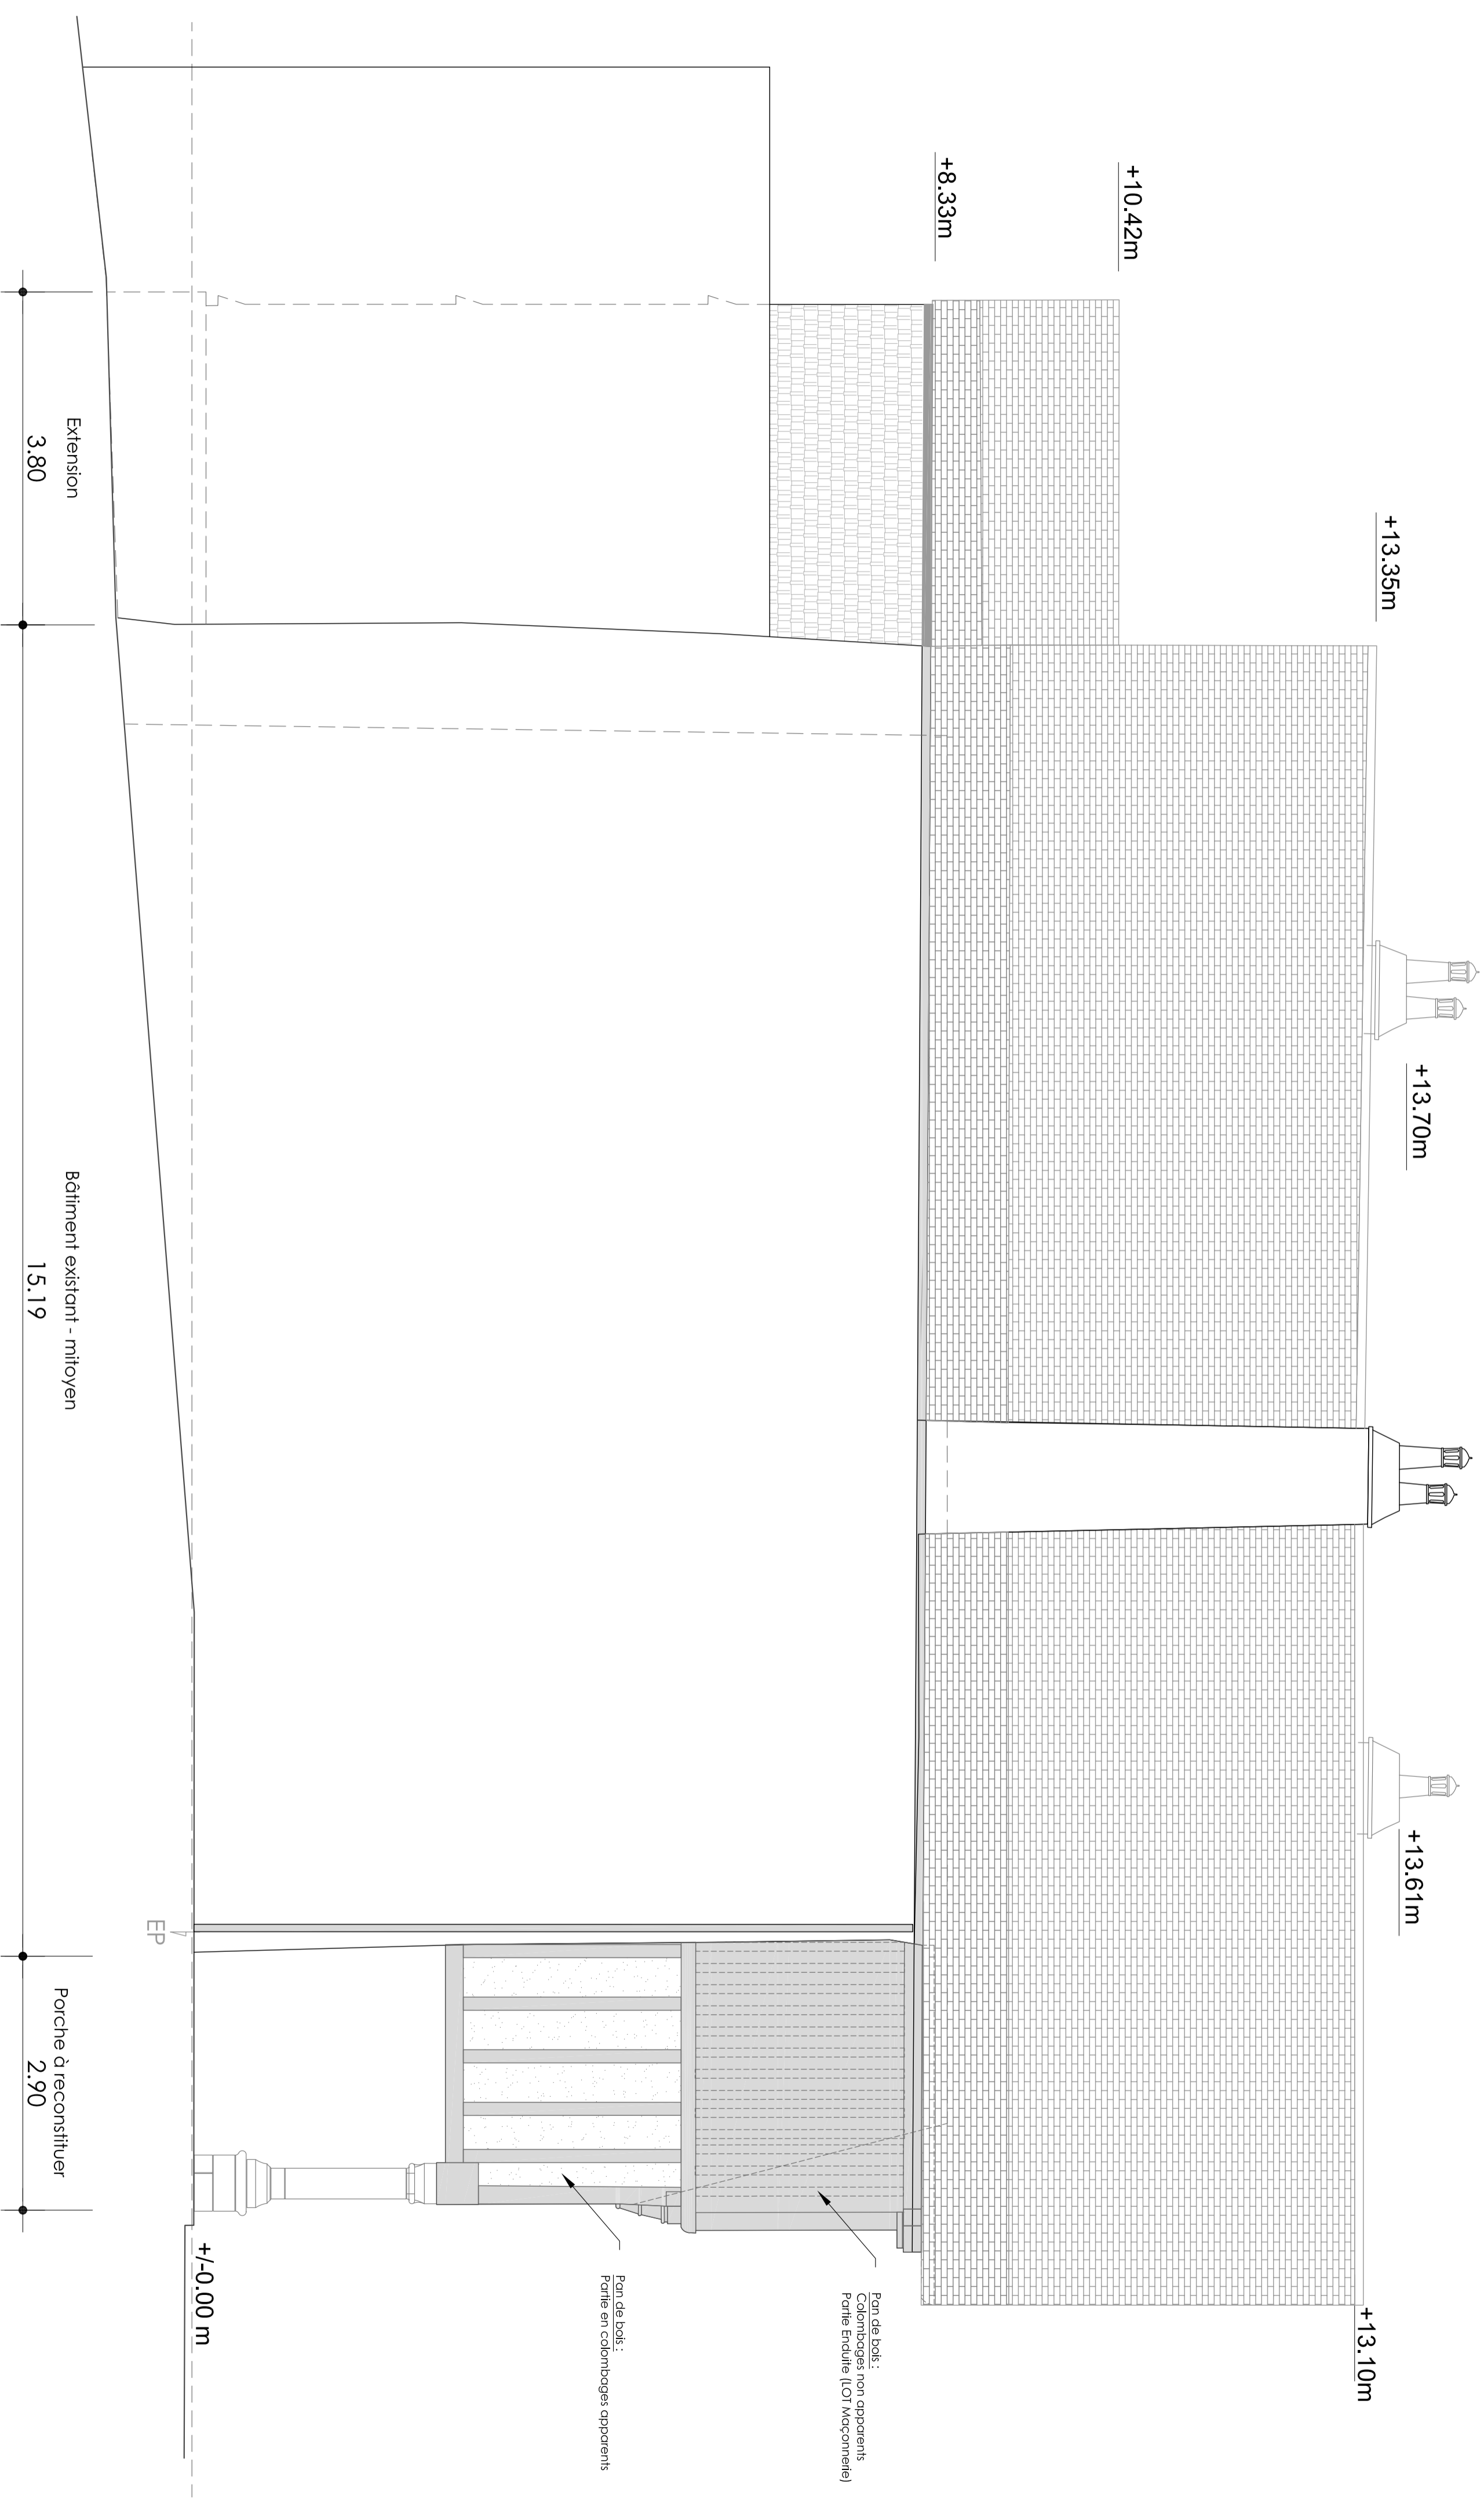 +8.33m
+10.42m
+13.35m
+13.70m
+13.61m
+13.10m
Pan de bois :
Colombages non apparents
Partie Enduite (LOT Maçonnerie)
Pan de bois :
Partie en colombages apparents
+/-0.00 m
EP
Extension
3.80
Bâtiment existant - mitoyen
15.19
Porche à reconstituer
2.90